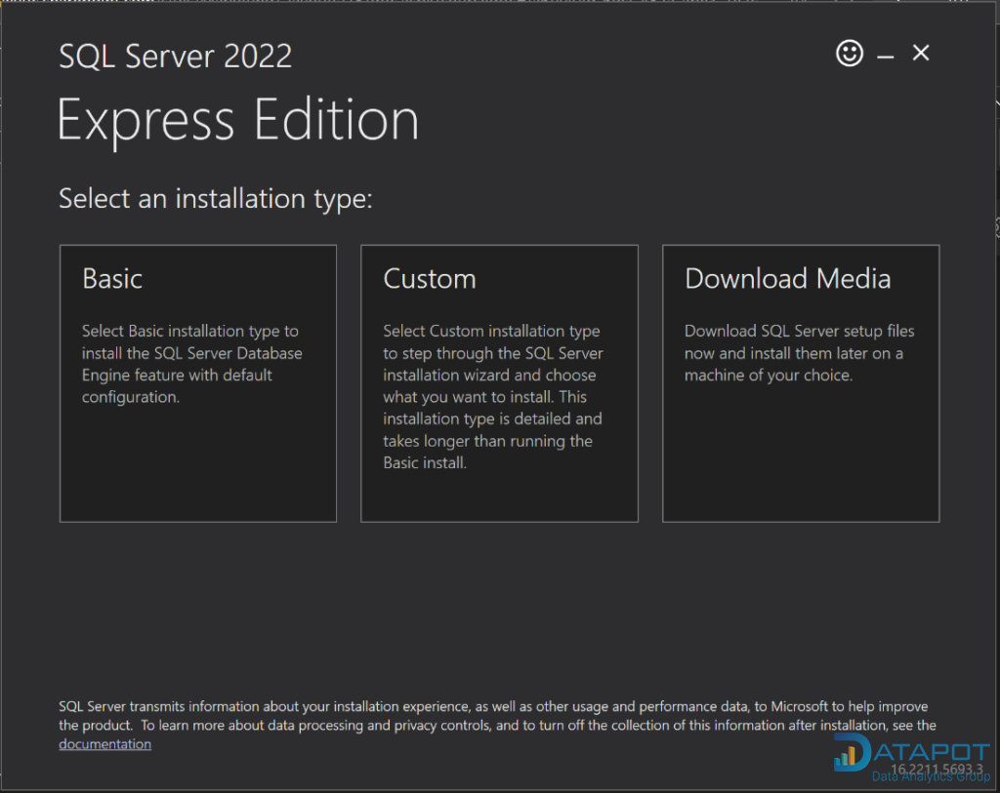 SQL Server 2022
Express Edition
Select an installation type:
Basic
Select Basic installation type to
install the SQL Server Database
Engine feature with default
configuration.
Custom
Select Custom installation type
to step through the SQL Server
installation wizard and choose
what you want to install. This
installation type is detailed and
takes longer than running the
Basic install.
Download Media
Download SQL Server setup files
now and install them later on a
machine of your choice.
SQL Server transmits information about your installation experience, as well as other usage and performance data, to Microsoft to help improve
the product.  To learn more about data processing and privacy controls, and to turn off the collection of this information after installation, see the
documentation
DATAPOT
16.2211.5693.3
Data Analytics Group